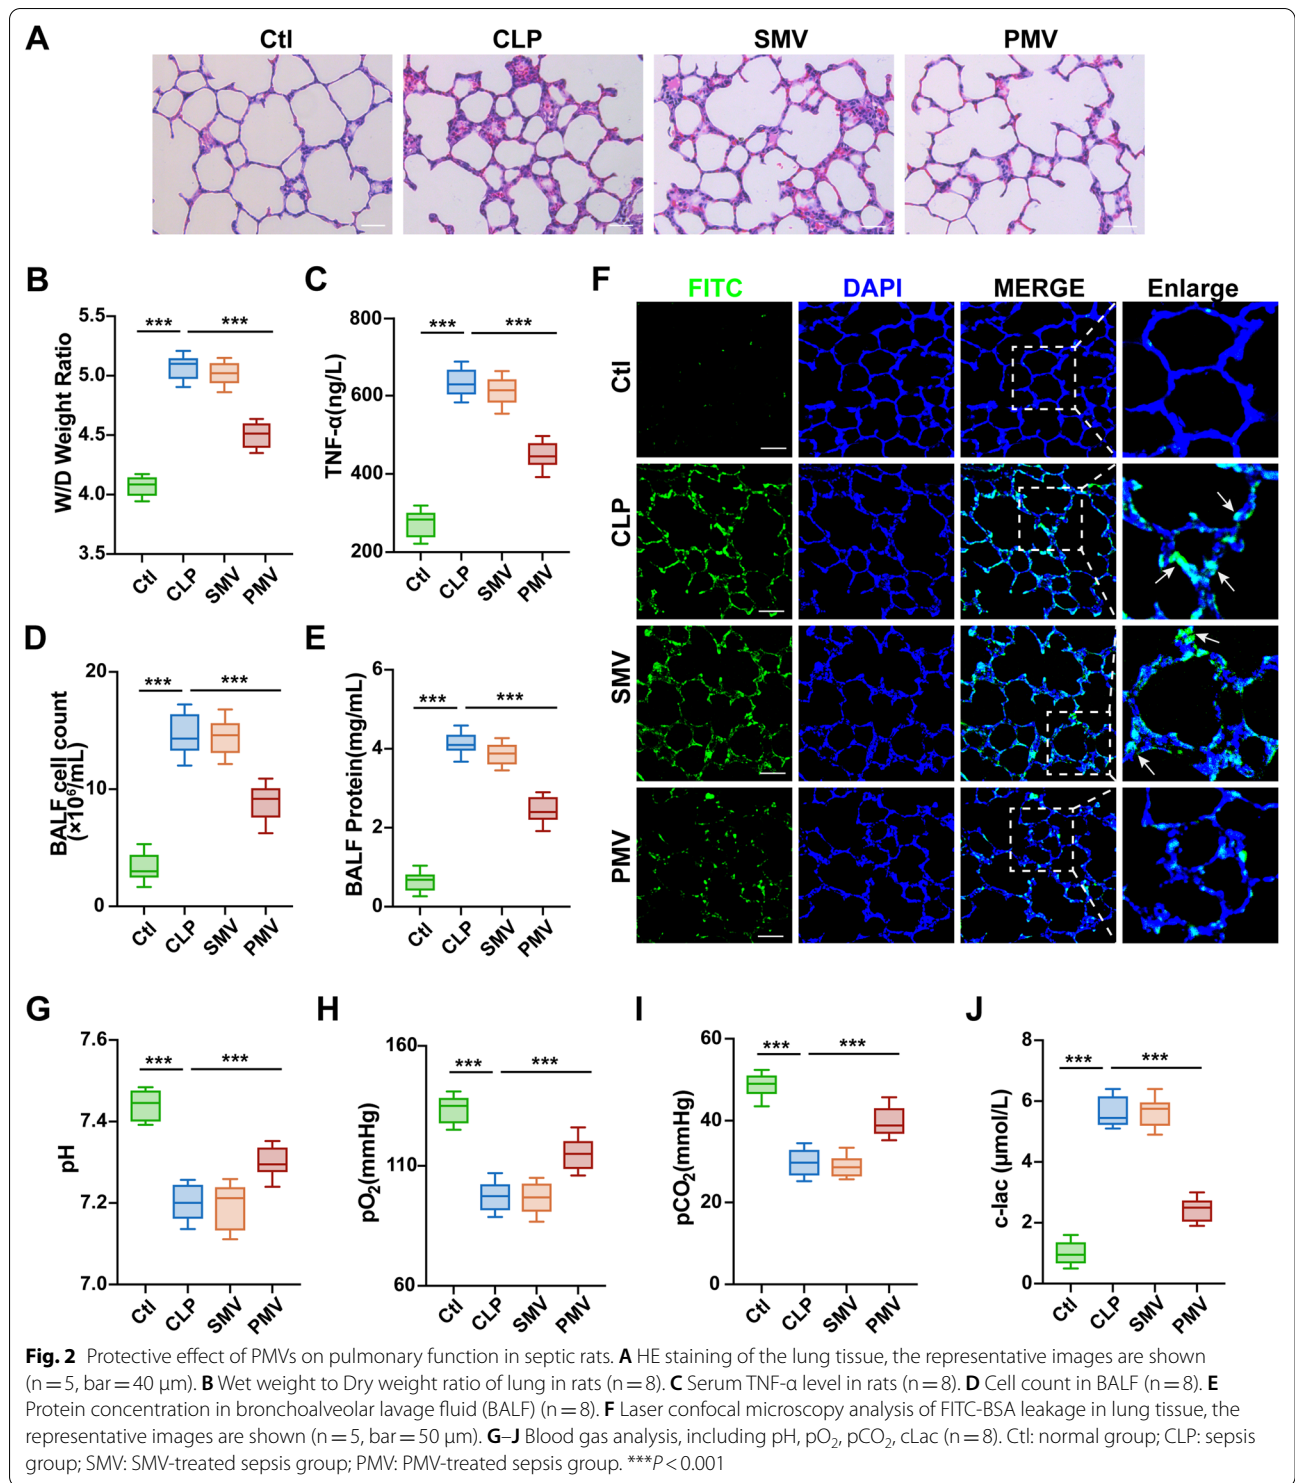 A
Ctl CLP SMV PMV
B
5.5
5.0
4.5
4.0
3.5
W/D Weight Ratio
*** ***
Ctl CLP SMV PMV
C
800
600
400
200
TNF-α(ng/L)
*** ***
Ctl CLP SMV PMV
D
20
10
0
BALF cell count
(×10⁶/mL)
*** ***
Ctl CLP SMV PMV
E
6
4
2
0
BALF Protein(mg/mL)
*** ***
Ctl CLP SMV PMV
F
FITC DAPI MERGE Enlarge
Ctl
CLP
SMV
PMV
G
7.6
7.4
7.2
7.0
pH
*** ***
Ctl CLP SMV PMV
H
160
110
60
pO₂(mmHg)
*** ***
Ctl CLP SMV PMV
I
60
40
20
0
pCO₂(mmHg)
*** ***
Ctl CLP SMV PMV
J
8
6
4
2
0
c-lac (μmol/L)
*** ***
Ctl CLP SMV PMV
Fig. 2 Protective effect of PMVs on pulmonary function in septic rats. A HE staining of the lung tissue, the representative images are shown
(n = 5, bar = 40 μm). B Wet weight to Dry weight ratio of lung in rats (n = 8). C Serum TNF-α level in rats (n = 8). D Cell count in BALF (n = 8). E
Protein concentration in bronchoalveolar lavage fluid (BALF) (n = 8). F Laser confocal microscopy analysis of FITC-BSA leakage in lung tissue, the
representative images are shown (n = 5, bar = 50 μm). G–J Blood gas analysis, including pH, pO₂, pCO₂, cLac (n = 8). Ctl: normal group; CLP: sepsis
group; SMV: SMV-treated sepsis group; PMV: PMV-treated sepsis group. ***P < 0.001